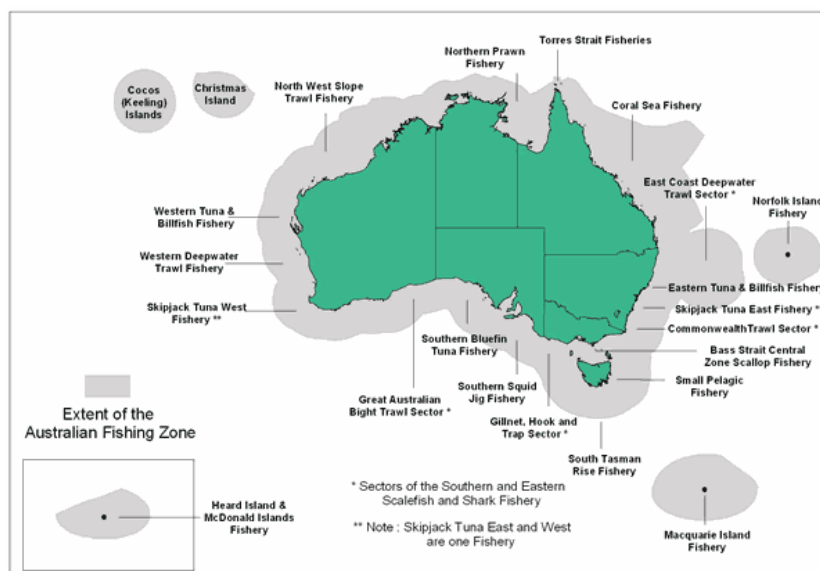 Torres Strait Fisheries
Northern Prawn
Fishery
Cocos
(Keeling)
Islands
Christmas
Island
North West Slope
Trawl Fishery
Coral Sea Fishery
East Coast Deepwater
Trawl Sector *
Norfolk Island
Fishery
Western Tuna &
Billfish Fishery
Western Deepwater
Trawl Fishery
Eastern Tuna & Billfish Fishery
Skipjack Tuna West
Fishery **
Skipjack Tuna East Fishery *
CommonwealthTrawl Sector *
Southern Bluefin
Tuna Fishery
Bass Strait Central
Zone Scallop Fishery
Small Pelagic
Fishery
Southern Squid
Jig Fishery
Great Australian
Bight Trawl Sector *
Gillnet, Hook and
Trap Sector *
South Tasman
Rise Fishery
Extent of the
Australian Fishing Zone
Heard Island &
McDonald Islands
Fishery
* Sectors of the Southern and Eastern
Scalefish and Shark Fishery
** Note : Skipjack Tuna East and West
are one Fishery
Macquarie Island
Fishery